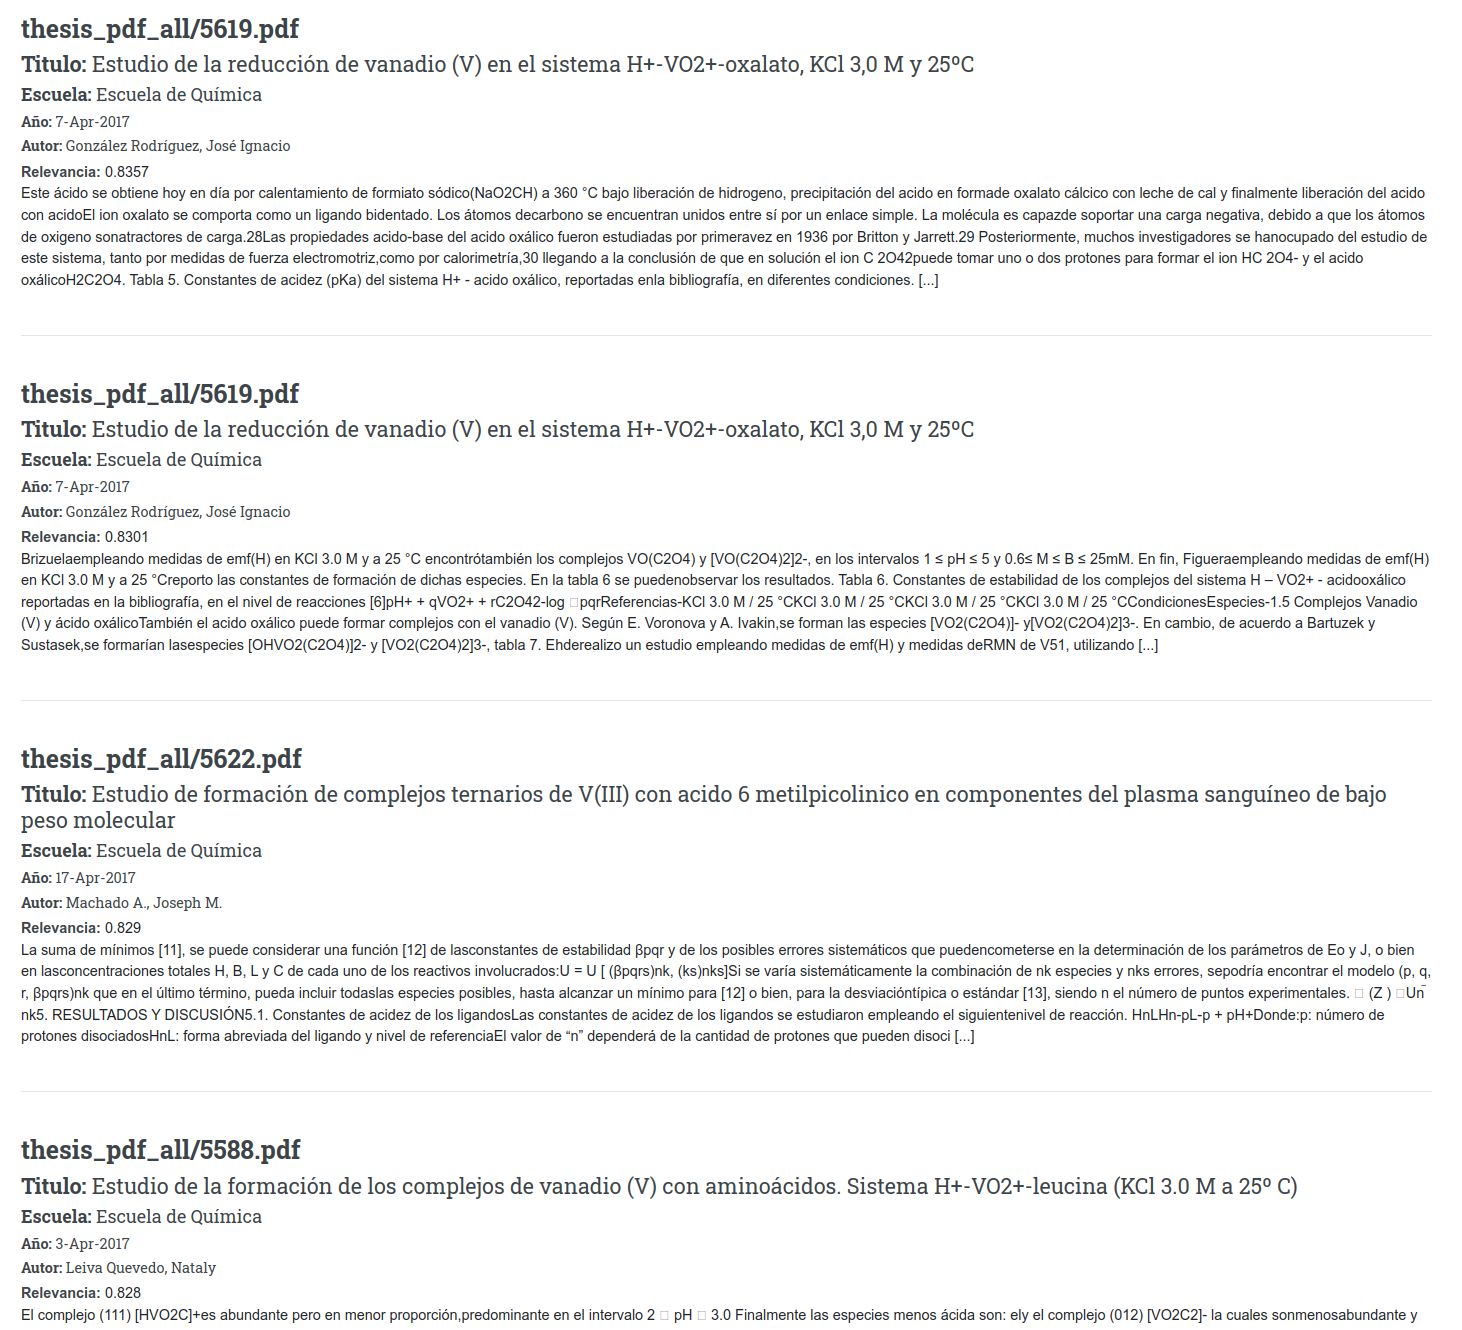 thesis_pdf_all/5619.pdf
Titulo: Estudio de la reducción de vanadio (V) en el sistema H+-VO2+-oxalato, KCl 3,0 M y 25ºC
Escuela: Escuela de Química
Año: 7-Apr-2017
Autor: González Rodríguez, José Ignacio
Relevancia: 0.8357
Este ácido se obtiene hoy en día por calentamiento de formiato sódico(NaO2CH) a 360 °C bajo liberación de hidrogeno, precipitación del acido en formade oxalato cálcico con leche de cal y finalmente liberación del acido
con acidoEl ion oxalato se comporta como un ligando bidentado. Los átomos decarbono se encuentran unidos entre sí por un enlace simple. La molécula es capazde soportar una carga negativa, debido a que los átomos
de oxigeno sonatractores de carga.28Las propiedades acido-base del acido oxálico fueron estudiadas por primeravez en 1936 por Britton y Jarrett.29 Posteriormente, muchos investigadores se hanocupado del estudio de
este sistema, tanto por medidas de fuerza electromotriz,como por calorimetría,30 llegando a la conclusión de que en solución el ion C 2O42puede tomar uno o dos protones para formar el ion HC 2O4- y el acido
oxálicoH2C2O4. Tabla 5. Constantes de acidez (pKa) del sistema H+ - acido oxálico, reportadas enla bibliografía, en diferentes condiciones. [...]
thesis_pdf_all/5619.pdf
Titulo: Estudio de la reducción de vanadio (V) en el sistema H+-VO2+-oxalato, KCl 3,0 M y 25ºC
Escuela: Escuela de Química
Año: 7-Apr-2017
Autor: González Rodríguez, José Ignacio
Relevancia: 0.8301
Brizuelaempleando medidas de emf(H) en KCl 3.0 M y a 25 °C encontrótambién los complejos VO(C2O4) y [VO(C2O4)2]2-, en los intervalos 1 ≤ pH ≤ 5 y 0.6≤ M ≤ B ≤ 25mM. En fin, Figueraempleando medidas de emf(H)
en KCl 3.0 M y a 25 °Creporto las constantes de formación de dichas especies. En la tabla 6 se puedenobservar los resultados. Tabla 6. Constantes de estabilidad de los complejos del sistema H – VO2+ - acidooxálico
reportadas en la bibliografía, en el nivel de reacciones [6]pH+ + qVO2+ + rC2O42-log □pqrReferencias-KCl 3.0 M / 25 °CKCl 3.0 M / 25 °CKCl 3.0 M / 25 °CKCl 3.0 M / 25 °CCondicionesEspecies-1.5 Complejos Vanadio
(V) y ácido oxálicoTambién el acido oxálico puede formar complejos con el vanadio (V). Según E. Voronova y A. Ivakin,se forman las especies [VO2(C2O4)]- y[VO2(C2O4)2]3-. En cambio, de acuerdo a Bartuzek y
Sustasek,se formarían lasespecies [OHVO2(C2O4)]2- y [VO2(C2O4)2]3-, tabla 7. Ehderealizo un estudio empleando medidas de emf(H) y medidas deRMN de V51, utilizando [...]
thesis_pdf_all/5622.pdf
Titulo: Estudio de formación de complejos ternarios de V(III) con acido 6 metilpicolinico en componentes del plasma sanguíneo de bajo
peso molecular
Escuela: Escuela de Química
Año: 17-Apr-2017
Autor: Machado A., Joseph M.
Relevancia: 0.829
La suma de mínimos [11], se puede considerar una función [12] de lasconstantes de estabilidad βpqr y de los posibles errores sistemáticos que puedencometerse en la determinación de los parámetros de Eo y J, o bien
en lasconcentraciones totales H, B, L y C de cada uno de los reactivos involucrados:U = U [ (βpqrs)nk, (ks)nks]Si se varía sistemáticamente la combinación de nk especies y nks errores, sepodría encontrar el modelo (p, q,
r, βpqrs)nk que en el último término, pueda incluir todaslas especies posibles, hasta alcanzar un mínimo para [12] o bien, para la desviacióntípica o estándar [13], siendo n el número de puntos experimentales. □ (Z ) □Un¯
nk5. RESULTADOS Y DISCUSIÓN5.1. Constantes de acidez de los ligandosLas constantes de acidez de los ligandos se estudiaron empleando el siguientenivel de reacción. HnLHn-pL-p + pH+Donde:p: número de
protones disociadosHnL: forma abreviada del ligando y nivel de referenciaEl valor de “n” dependerá de la cantidad de protones que pueden disoci [...]
thesis_pdf_all/5588.pdf
Titulo: Estudio de la formación de los complejos de vanadio (V) con aminoácidos. Sistema H+-VO2+-leucina (KCl 3.0 M a 25º C)
Escuela: Escuela de Química
Año: 3-Apr-2017
Autor: Leiva Quevedo, Nataly
Relevancia: 0.828
El complejo (111) [HVO2C]+es abundante pero en menor proporción,predominante en el intervalo 2 □ pH □ 3.0 Finalmente las especies menos ácida son: ely el complejo (012) [VO2C2]- la cuales sonmenosabundante y